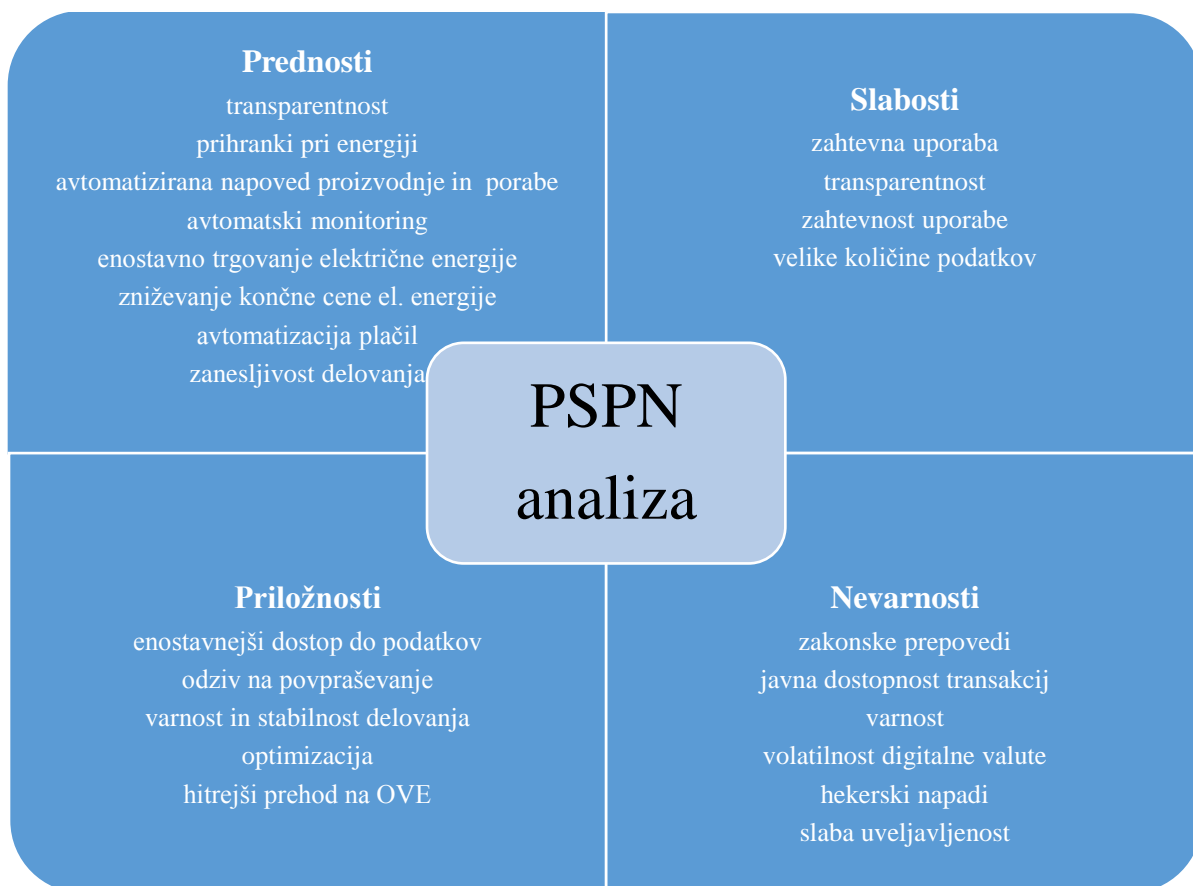 Prednosti
transparentnost
prihranki pri energiji
avtomatizirana napoved proizvodnje in  porabe
avtomatski monitoring
enostavno trgovanje električne energije
zniževanje končne cene el. energije
avtomatizacija plačil
zanesljivost delovanja
Slabosti
zahtevna uporaba
transparentnost
zahtevnost uporabe
velike količine podatkov
PSPN
analiza
Priložnosti
enostavnejši dostop do podatkov
odziv na povpraševanje
varnost in stabilnost delovanja
optimizacija
hitrejši prehod na OVE
Nevarnosti
zakonske prepovedi
javna dostopnost transakcij
varnost
volatilnost digitalne valute
hekerski napadi
slaba uveljavljenost